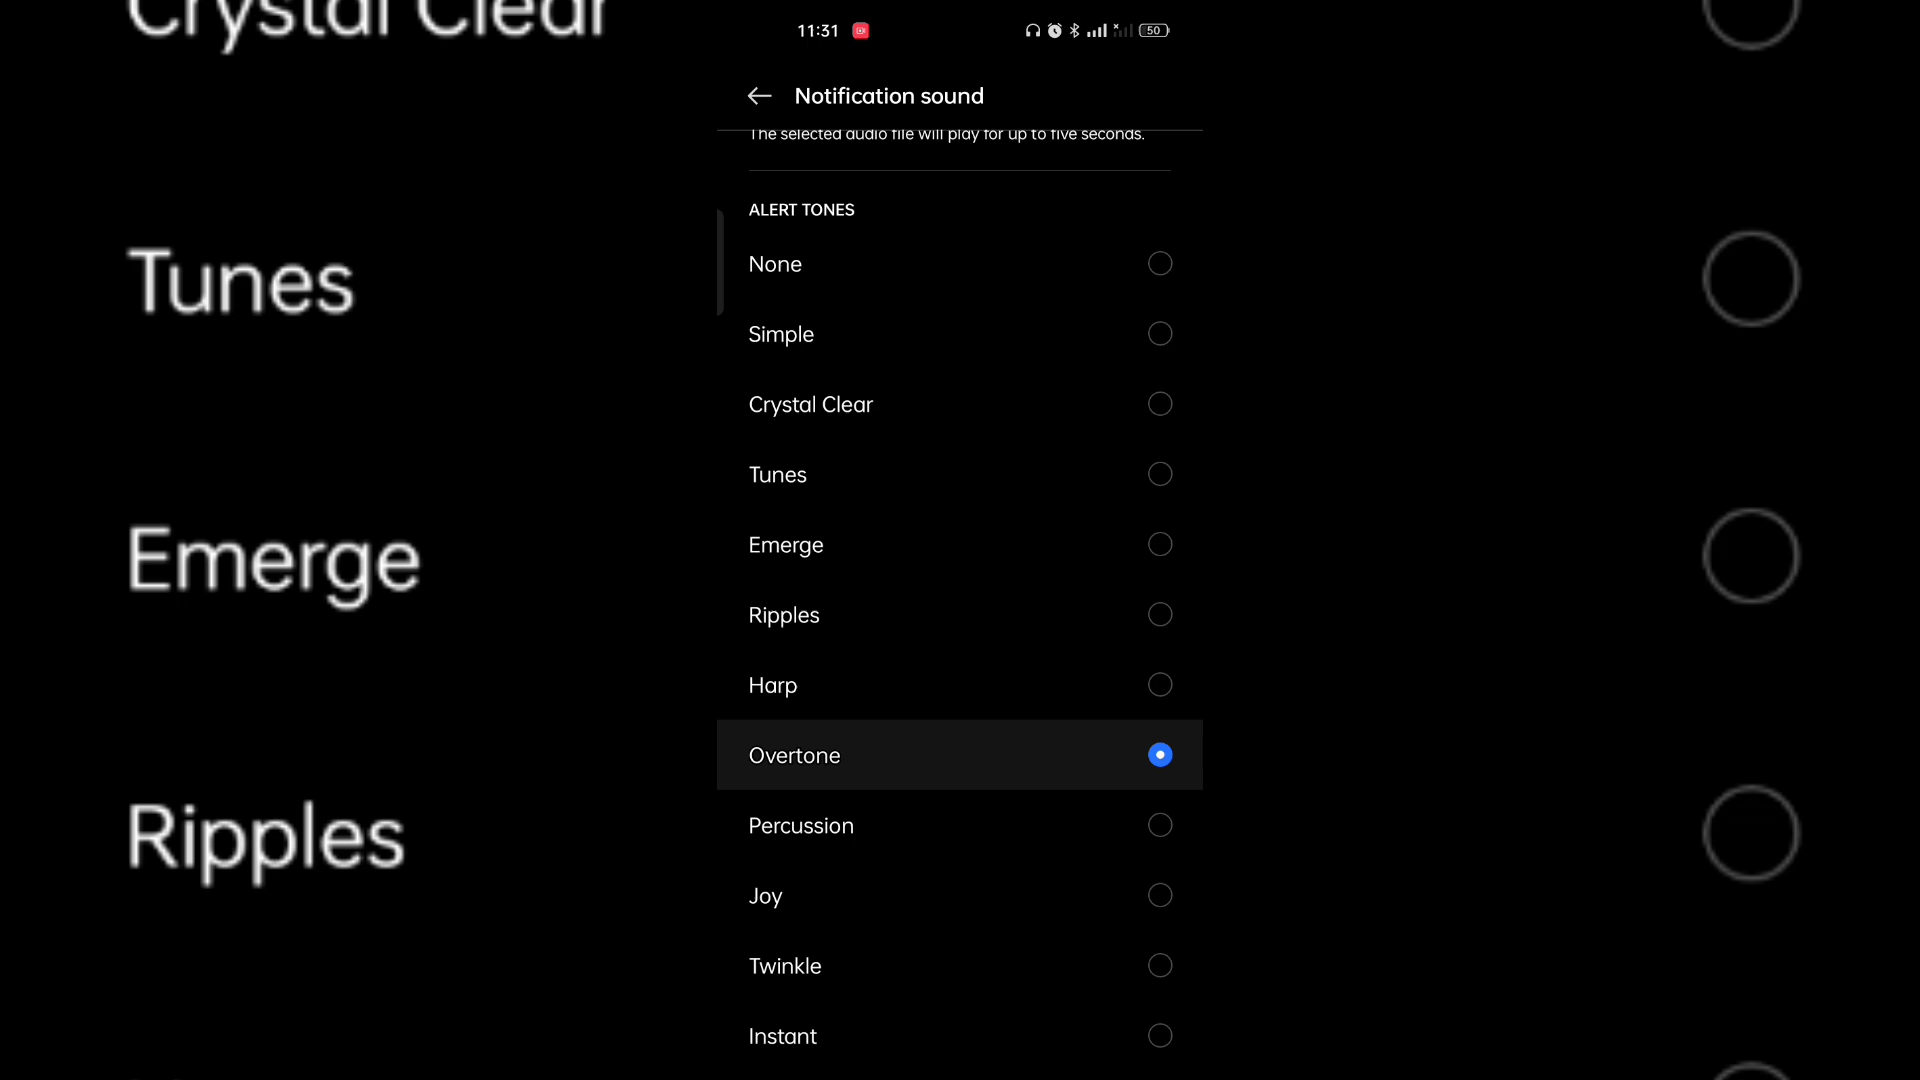 Crystal Clear
Tunes
Emerge
Ripples
11:31
50
Notification sound
The selected audio file will play for up to five seconds.
ALERT TONES
None
Simple
Crystal Clear
Tunes
Emerge
Ripples
Harp
Overtone
Percussion
Joy
Twinkle
Instant